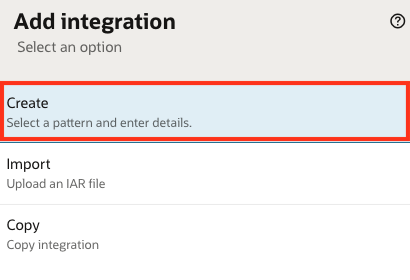 Add integration
Select an option
Create
Select a pattern and enter details.
Import
Upload an IAR file
Copy
Copy integration